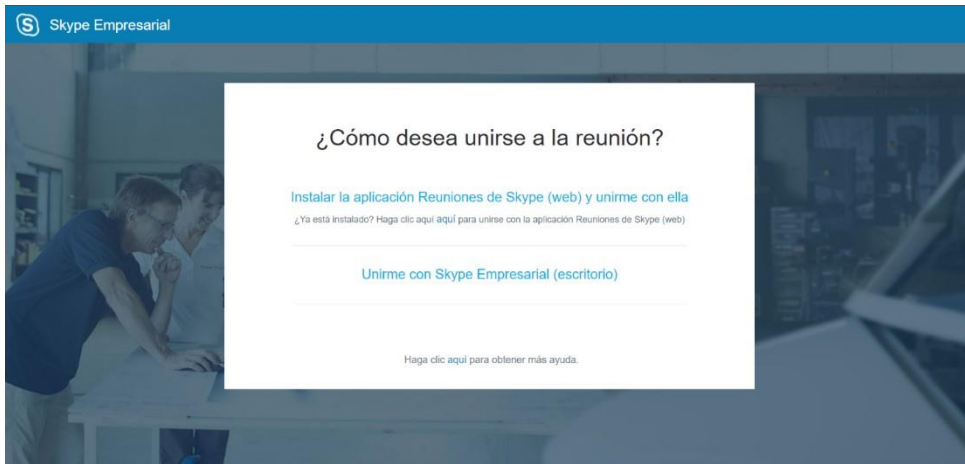 S Skype Empresarial
¿Cómo desea unirse a la reunión?
Instalar la aplicación Reuniones de Skype (web) y unirme con ella
¿Ya está instalado? Haga clic aquí aquí para unirse con la aplicación Reuniones de Skype (web)
Unirme con Skype Empresarial (escritorio)
Haga clic aquí para obtener más ayuda.